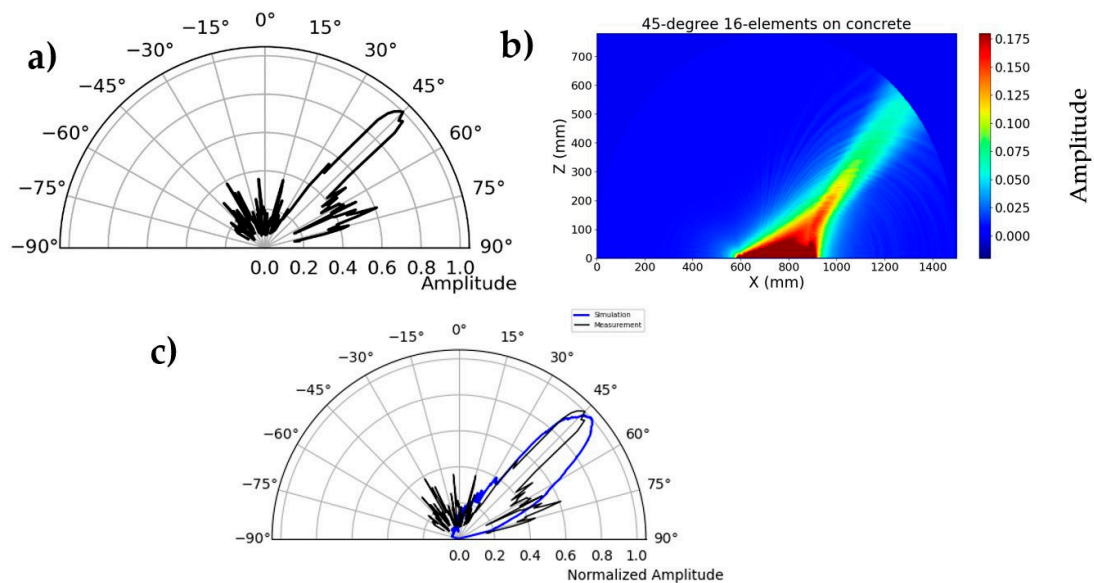 a)
−90° −75° −60° −45° −30° −15° 0° 15° 30° 45° 60° 75° 90°
0.0 0.2 0.4 0.6 0.8 1.0
Amplitude
b)
45-degree 16-elements on concrete
700
600
500
400
300
200
100
0
Z (mm)
0 200 400 600 800 1000 1200 1400
X (mm)
0.175
0.150
0.125
0.100
0.075
0.050
0.025
0.000
Amplitude
c)
Simulation
Measurement
−90° −75° −60° −45° −30° −15° 0° 15° 30° 45° 60° 75° 90°
0.0 0.2 0.4 0.6 0.8 1.0
Normalized Amplitude